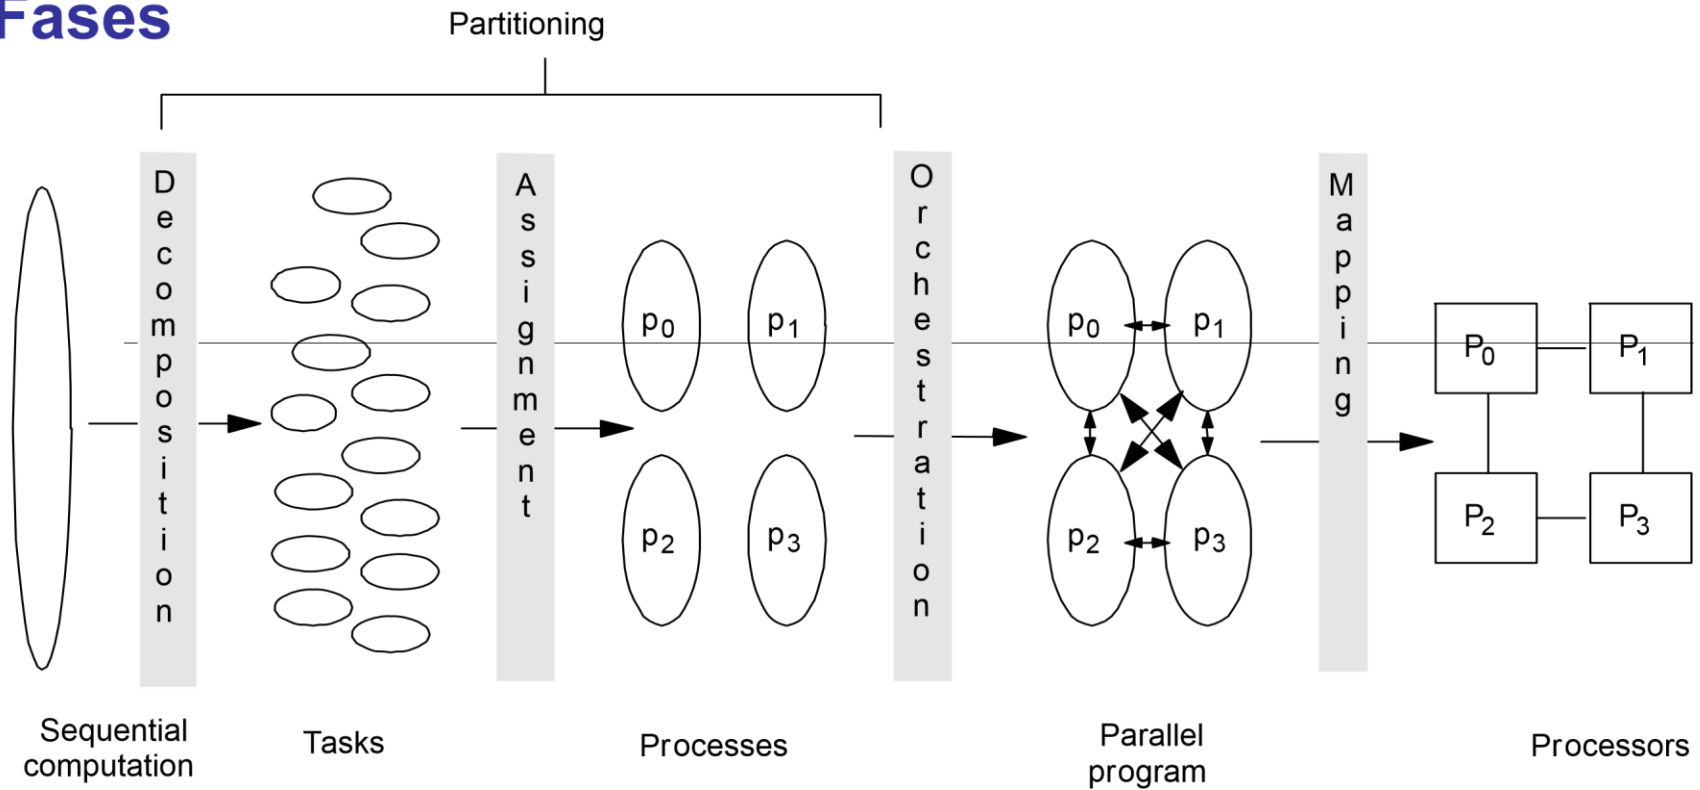 Fases
Partitioning
Decomposition
Assignment
Orchestration
Mapping
p0 p1
p2 p3
p0 p1
p2 p3
P0 P1
P2 P3
Sequential
computation
Tasks
Processes
Parallel
program
Processors